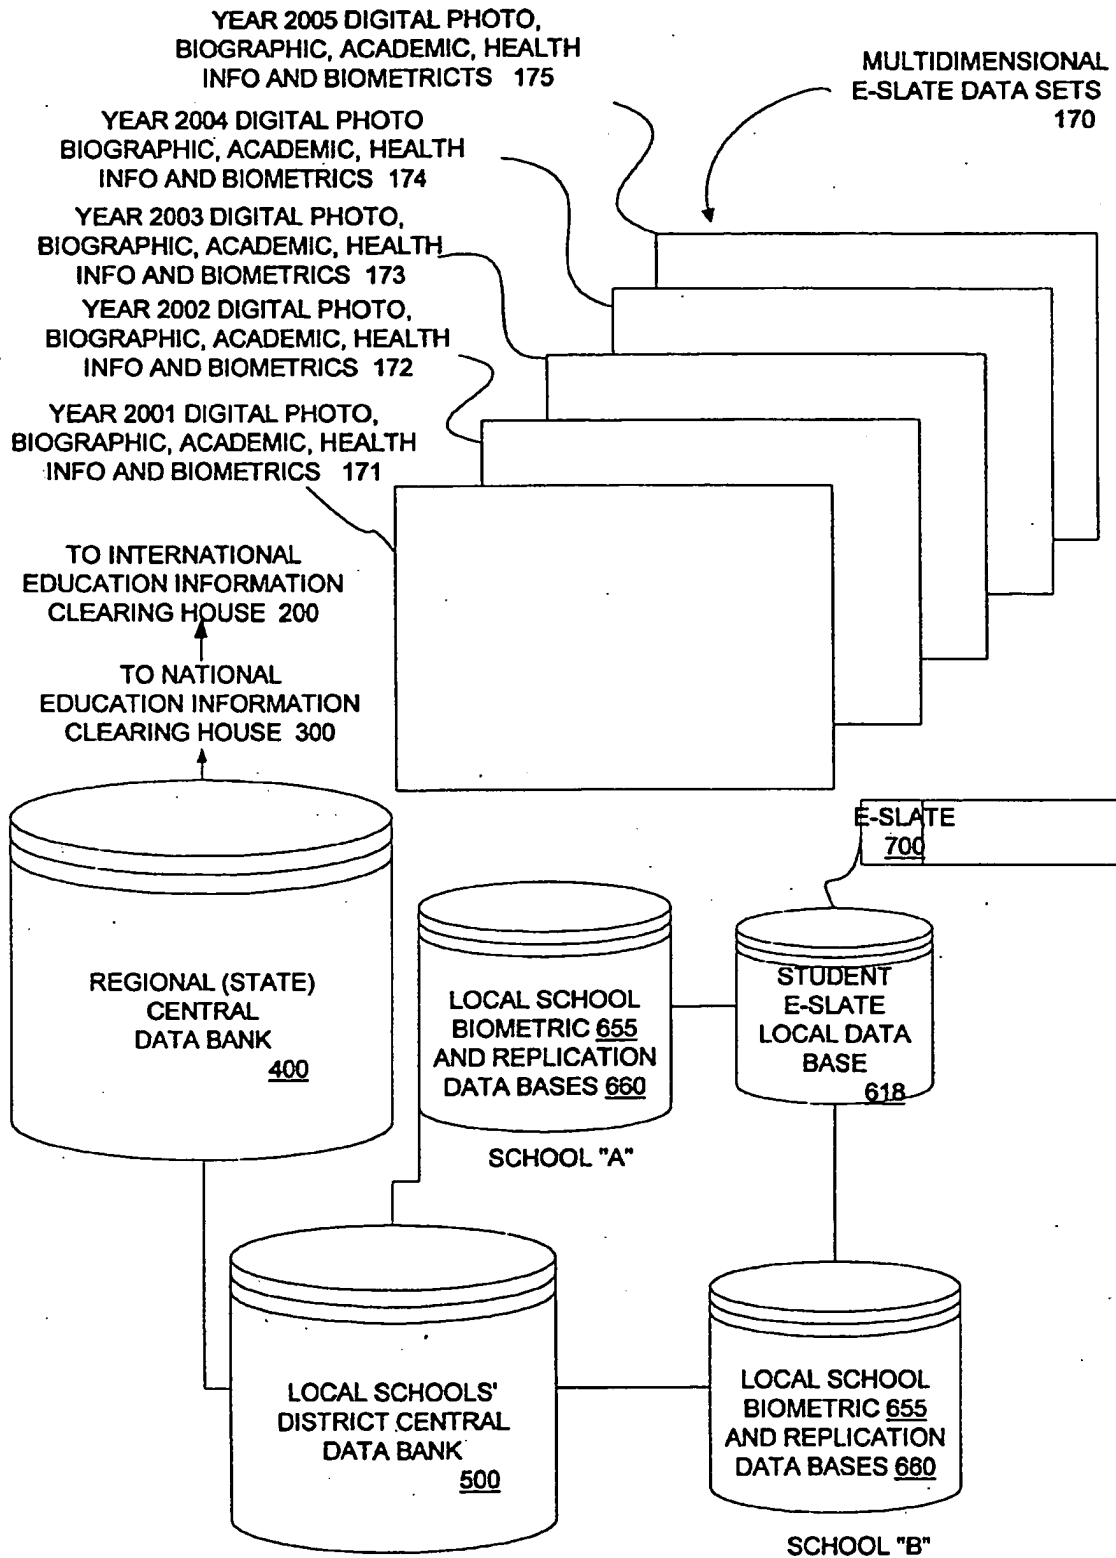 YEAR 2005 DIGITAL PHOTO,
BIOGRAPHIC, ACADEMIC, HEALTH
INFO AND BIOMETRICTS 175
MULTIDIMENSIONAL
E-SLATE DATA SETS
170
YEAR 2004 DIGITAL PHOTO
BIOGRAPHIC, ACADEMIC, HEALTH
INFO AND BIOMETRICS 174
YEAR 2003 DIGITAL PHOTO,
BIOGRAPHIC, ACADEMIC, HEALTH
INFO AND BIOMETRICS 173
YEAR 2002 DIGITAL PHOTO,
BIOGRAPHIC, ACADEMIC, HEALTH
INFO AND BIOMETRICS 172
YEAR 2001 DIGITAL PHOTO,
BIOGRAPHIC, ACADEMIC, HEALTH
INFO AND BIOMETRICS 171
TO INTERNATIONAL
EDUCATION INFORMATION
CLEARING HOUSE 200
TO NATIONAL
EDUCATION INFORMATION
CLEARING HOUSE 300
E-SLATE
700
REGIONAL (STATE)
CENTRAL
DATA BANK
400
LOCAL SCHOOL
BIOMETRIC 655
AND REPLICATION
DATA BASES 660
SCHOOL "A"
STUDENT
E-SLATE
LOCAL DATA
BASE
618
LOCAL SCHOOLS'
DISTRICT CENTRAL
DATA BANK
500
LOCAL SCHOOL
BIOMETRIC 655
AND REPLICATION
DATA BASES 660
SCHOOL "B"